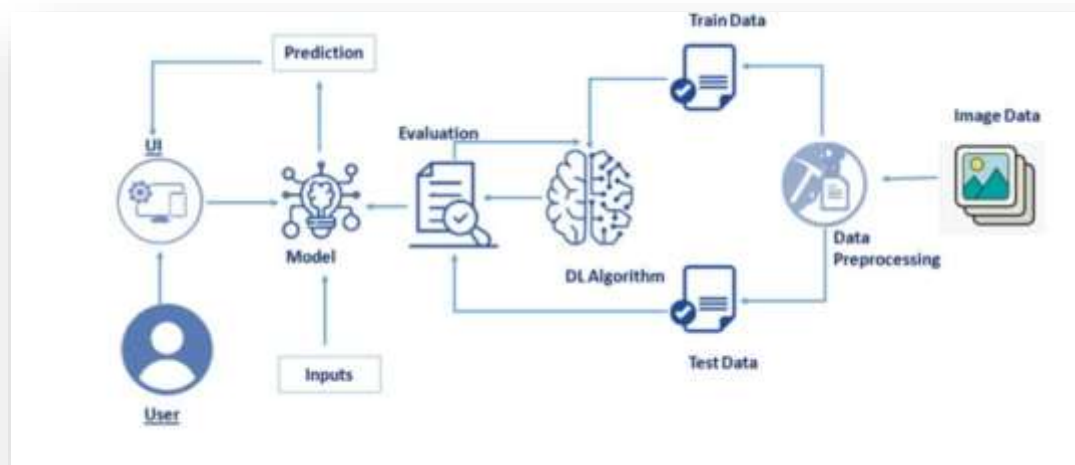 Train Data
Prediction
Image Data
Evaluation
UI
Model
DL Algorithm
Data
Preprocessing
Inputs
Test Data
User